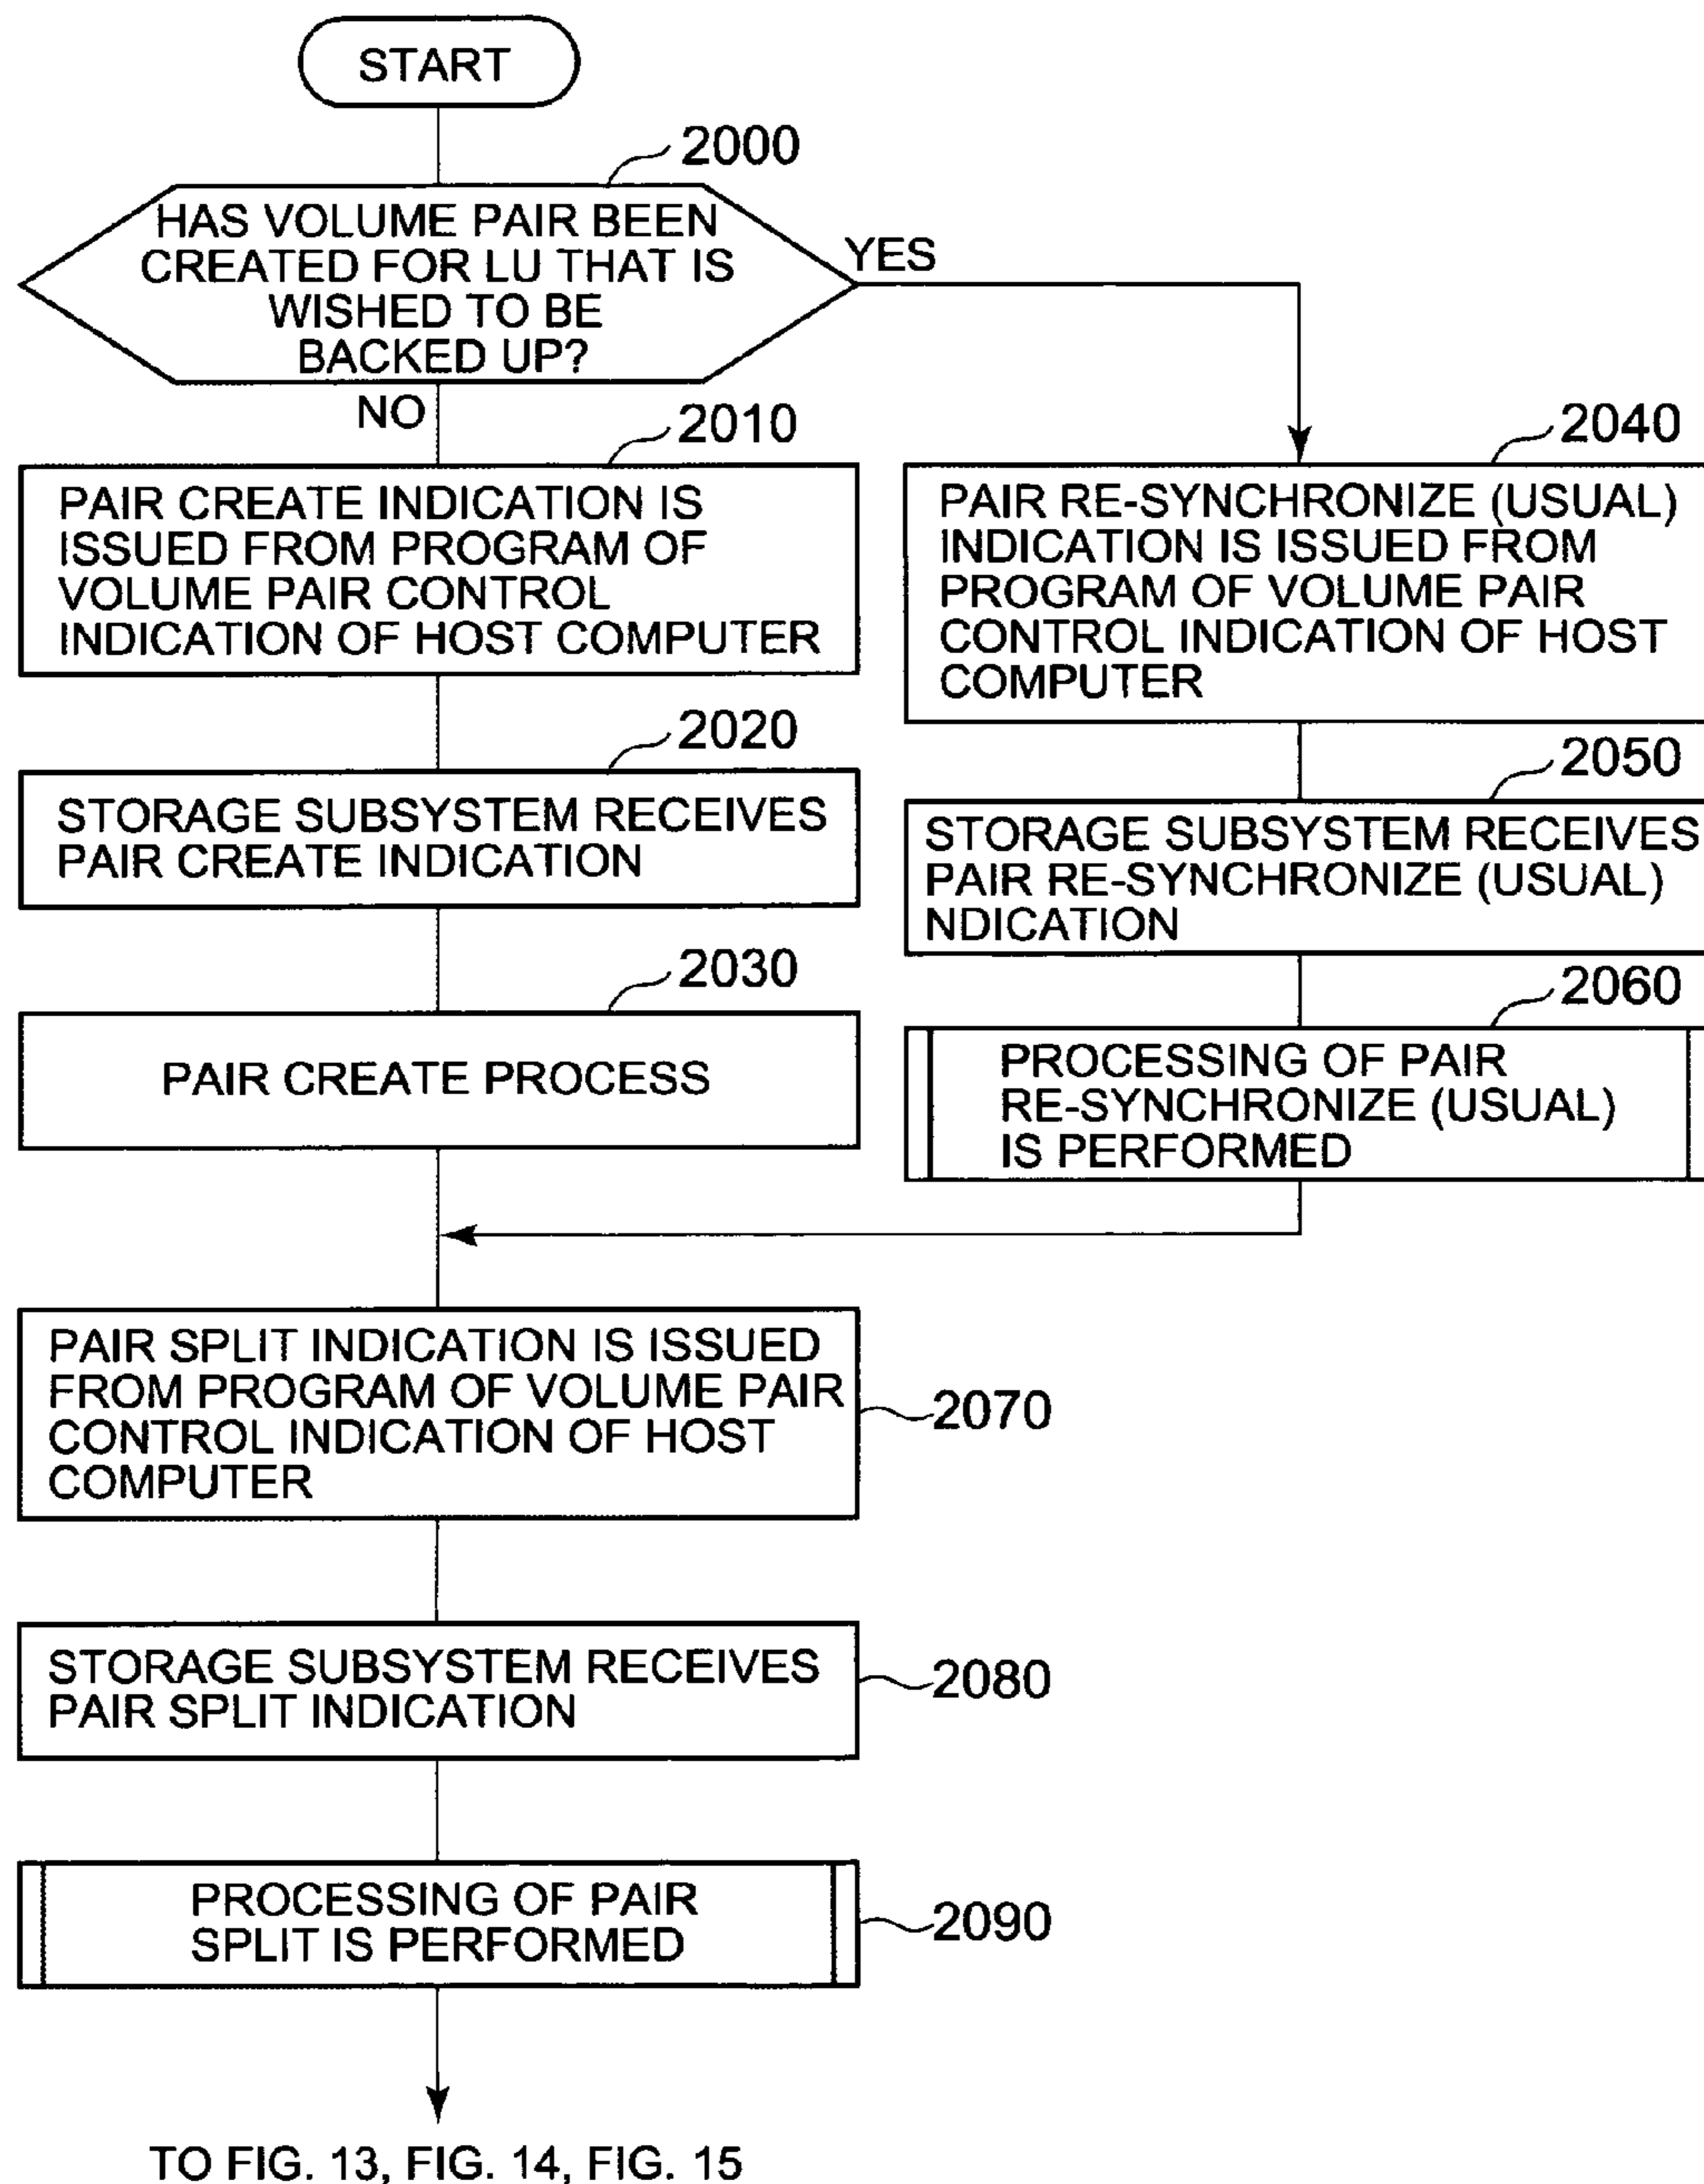 START
2000
HAS VOLUME PAIR BEEN
CREATED FOR LU THAT IS
WISHED TO BE
BACKED UP?
YES
NO
2010
PAIR CREATE INDICATION IS
ISSUED FROM PROGRAM OF
VOLUME PAIR CONTROL
INDICATION OF HOST COMPUTER
2020
STORAGE SUBSYSTEM RECEIVES
PAIR CREATE INDICATION
2030
PAIR CREATE PROCESS
2040
PAIR RE-SYNCHRONIZE (USUAL)
INDICATION IS ISSUED FROM
PROGRAM OF VOLUME PAIR
CONTROL INDICATION OF HOST
COMPUTER
2050
STORAGE SUBSYSTEM RECEIVES
PAIR RE-SYNCHRONIZE (USUAL)
NDICATION
2060
PROCESSING OF PAIR
RE-SYNCHRONIZE (USUAL)
IS PERFORMED
PAIR SPLIT INDICATION IS ISSUED
FROM PROGRAM OF VOLUME PAIR
CONTROL INDICATION OF HOST
COMPUTER
2070
STORAGE SUBSYSTEM RECEIVES
PAIR SPLIT INDICATION
2080
PROCESSING OF PAIR
SPLIT IS PERFORMED
2090
TO FIG. 13, FIG. 14, FIG. 15